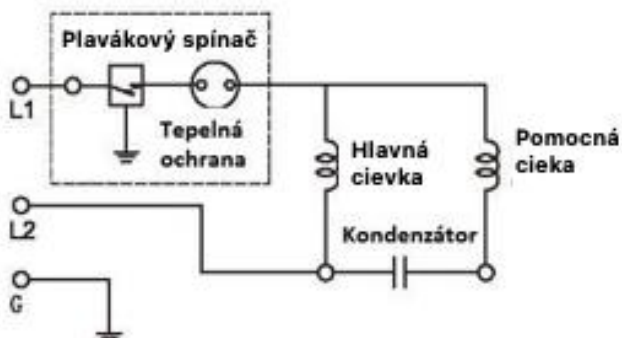 Plavákový spínač
L1
Tepelná
ochrana
Hlavná
cievka
Pomocná
cieka
L2
Kondenzátor
G